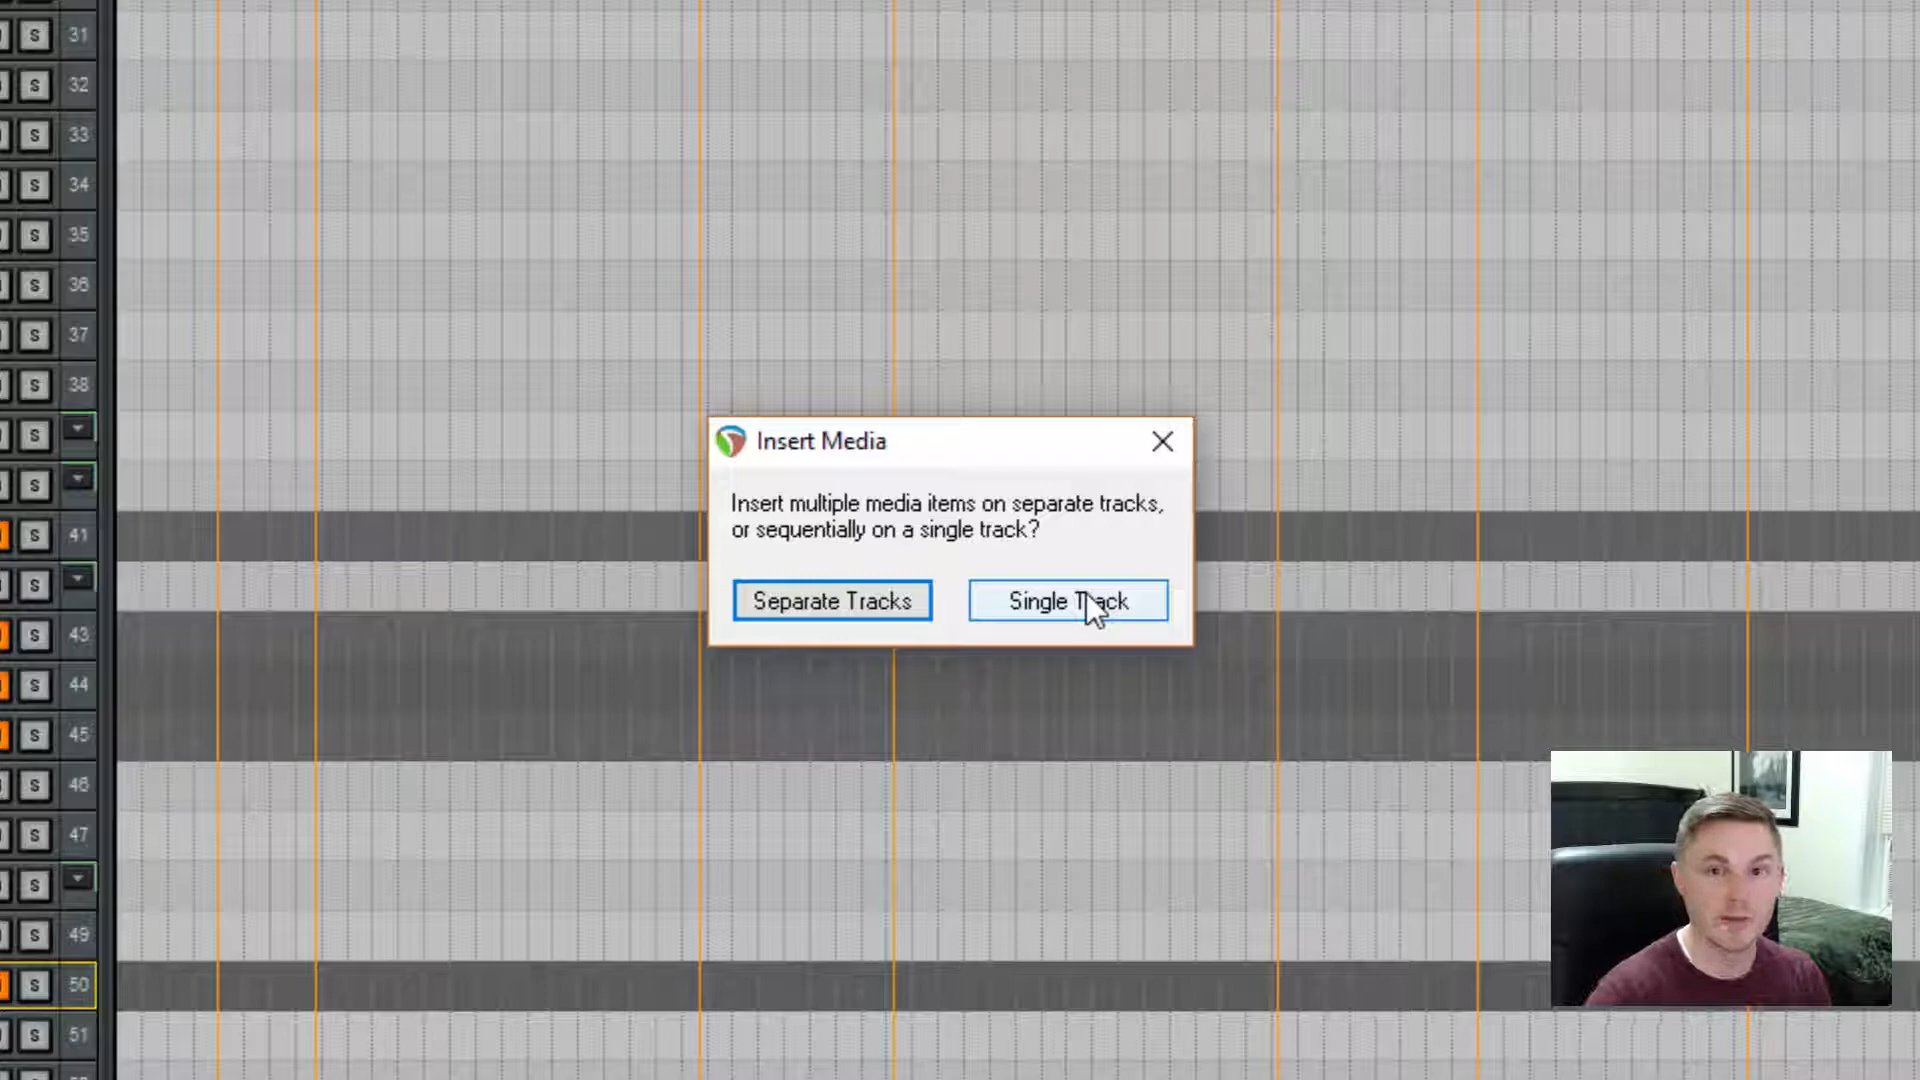 S 31
S 32
S 33
S 34
S 35
S 36
S 37
S 38
S
S
S 41
S
S 43
S 44
S 45
S 46
S 47
S
S 49
S 50
S 51
Insert Media
Insert multiple media items on separate tracks,
or sequentially on a single track?
Separate Tracks
Single Track